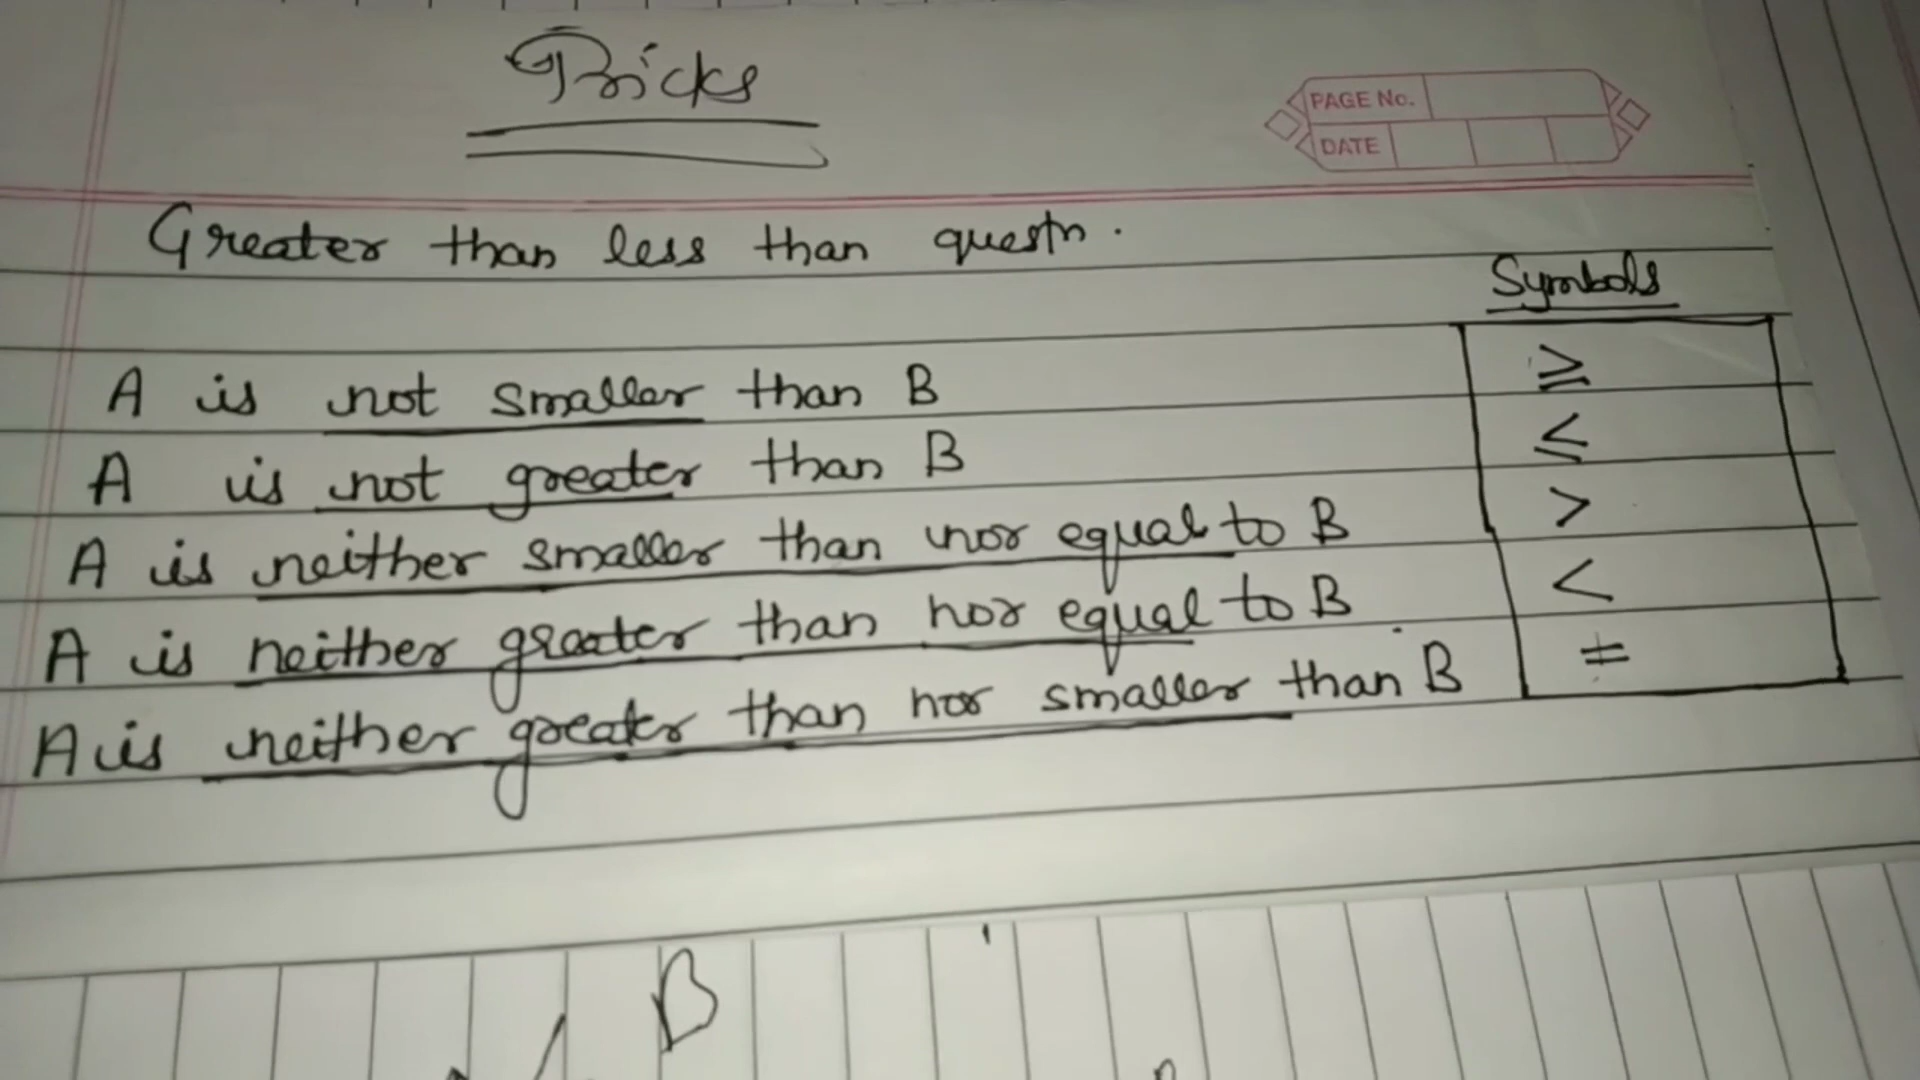 Tricks
PAGE No.
DATE
Greater than less than questn.
Symbols
A is not smaller than B ≥
A is not greater than B ≤
A is neither smaller than nor equal to B >
A is neither greater than nor equal to B <
A is neither greater than nor smaller than B ≠
B